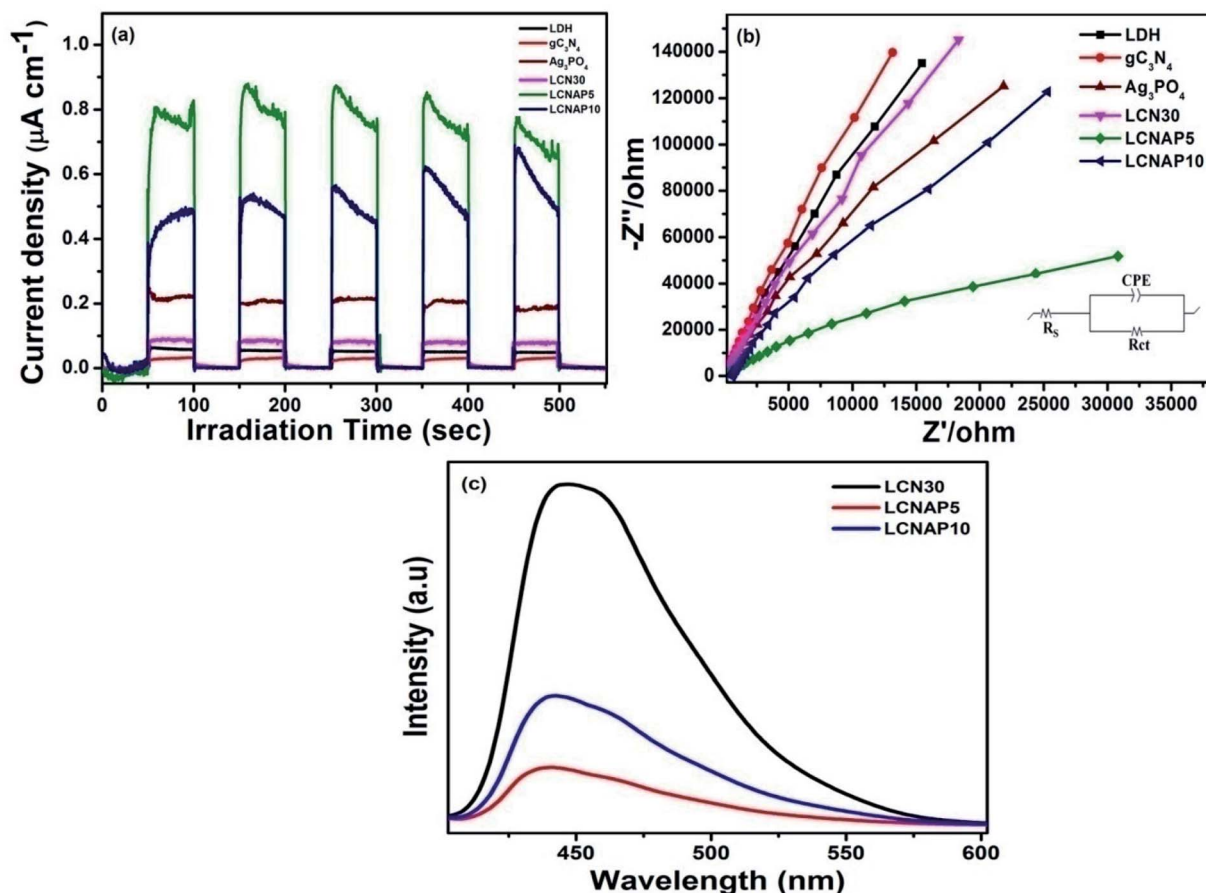 (a)
LDH
gC₃N₄
Ag₃PO₄
LCN30
LCNAP5
LCNAP10
Current density (µA cm⁻¹)
1.0
0.8
0.6
0.4
0.2
0.0
0 100 200 300 400 500
Irradiation Time (sec)
(b)
LDH
gC₃N₄
Ag₃PO₄
LCN30
LCNAP5
LCNAP10
-Z''/ohm
140000
120000
100000
80000
60000
40000
20000
0
5000 10000 15000 20000 25000 30000 35000
Z'/ohm
CPE
Rs
Rct
(c)
LCN30
LCNAP5
LCNAP10
Intensity (a.u)
450 500 550 600
Wavelength (nm)